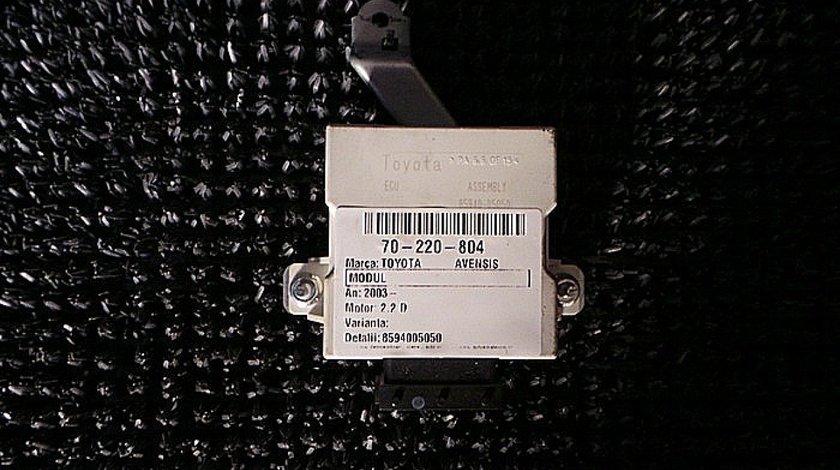 Toyota
ECU ASSEMBLY
70-220-804
Marca: TOYOTA AVENSIS
MODUL
An: 2003 -
Motor: 2.2 D
Varianta:
Detalii: 8594005050